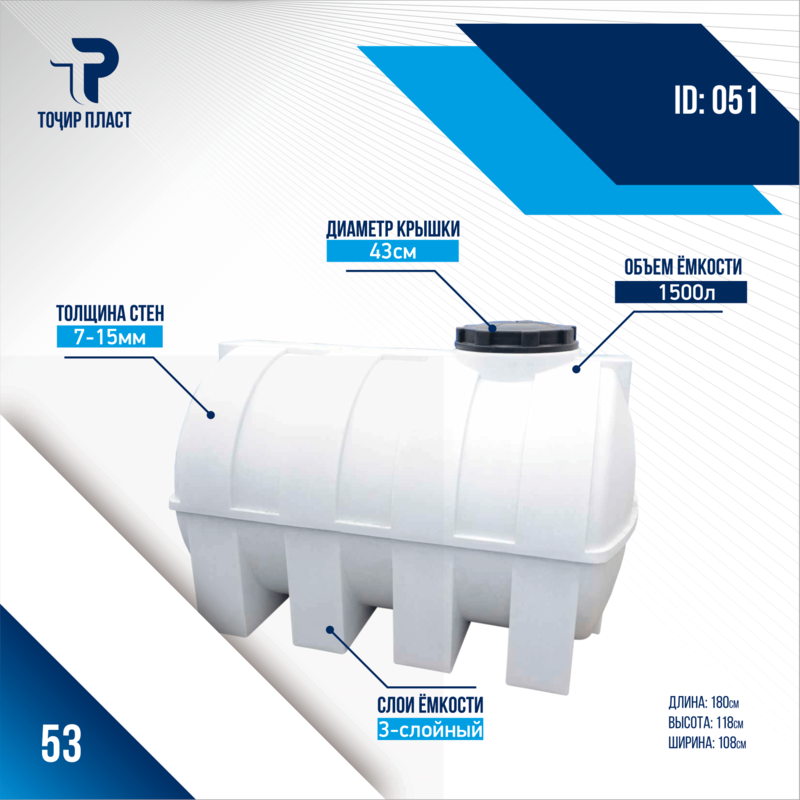 ТОҶИР ПЛАСТ
ID: 051
ДИАМЕТР КРЫШКИ
43см
ОБЪЕМ ЁМКОСТИ
1500л
ТОЛЩИНА СТЕН
7-15мм
СЛОИ ЁМКОСТИ
3-слойный
ДЛИНА: 180СМ
ВЫСОТА: 118СМ
ШИРИНА: 108СМ
53